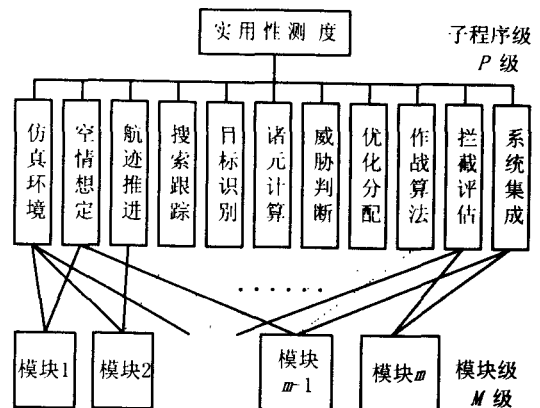 实用性测度
子程序级
P级
仿真环境
空情想定
航迹推进
搜索跟踪
目标识别
诸元计算
威胁判断
优化分配
作战算法
拦截评估
系统集成
......
模块1
模块2
模块
m-1
模块m
模块级
M级